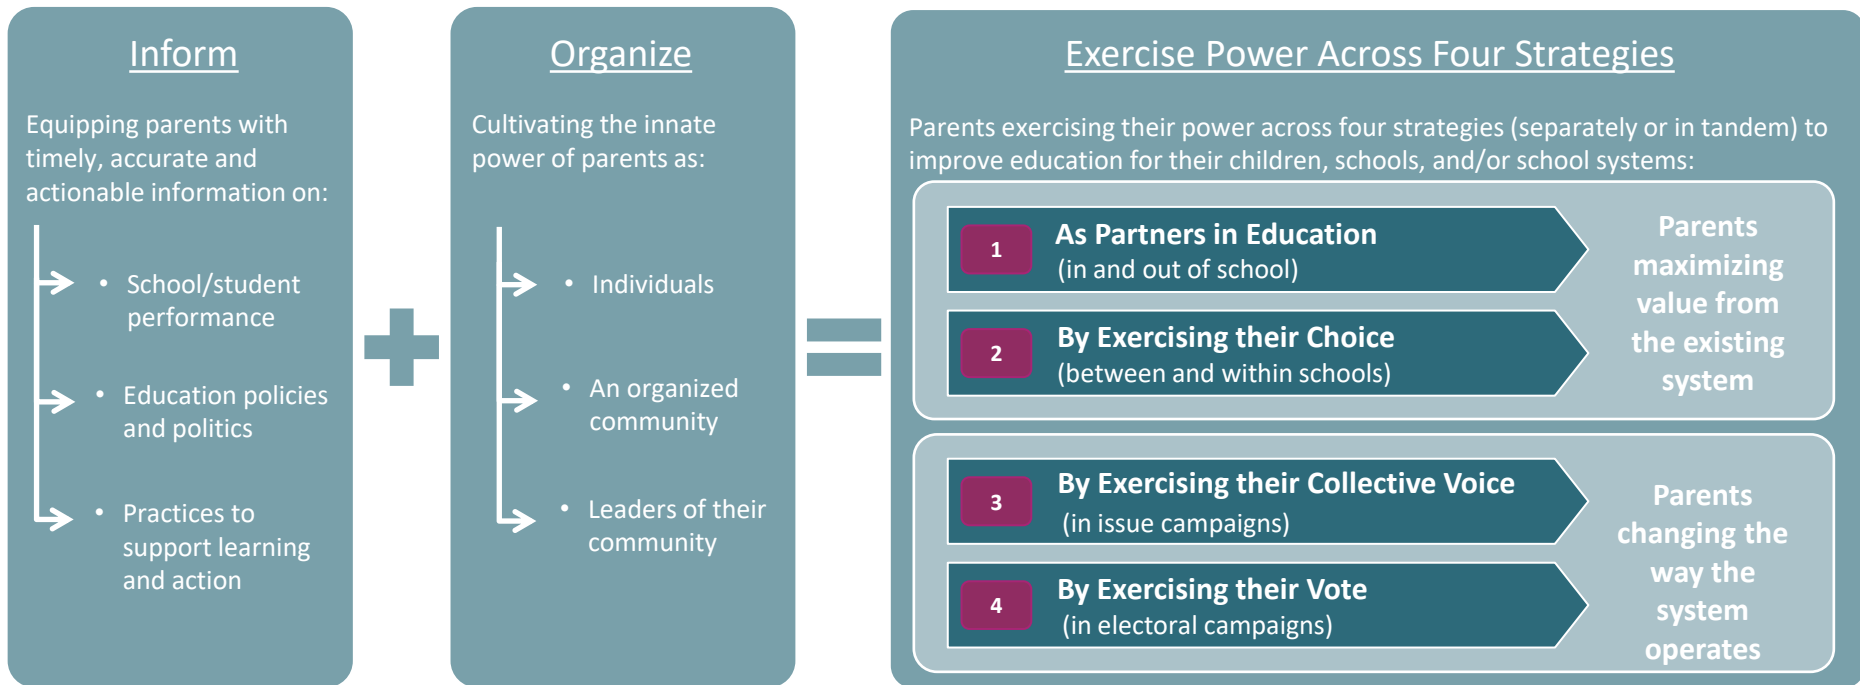 Inform
Equipping parents with
timely, accurate and
actionable information on:
• School/student
performance
• Education policies
and politics
• Practices to
support learning
and action
Organize
Cultivating the innate
power of parents as:
• Individuals
• An organized
community
• Leaders of their
community
Exercise Power Across Four Strategies
Parents exercising their power across four strategies (separately or in tandem) to
improve education for their children, schools, and/or school systems:
1
As Partners in Education
(in and out of school)
2
By Exercising their Choice
(between and within schools)
Parents
maximizing
value from
the existing
system
3
By Exercising their Collective Voice
(in issue campaigns)
4
By Exercising their Vote
(in electoral campaigns)
Parents
changing the
way the
system
operates